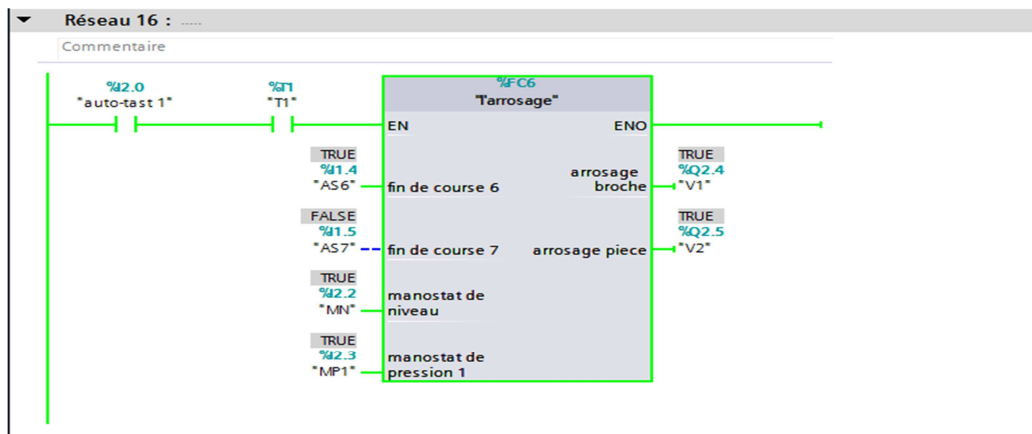 Réseau 16 : .....
Commentaire
%I2.0 %T1 %FC6
"auto-tast 1" "T1" "l'arrosage"
EN ENO
TRUE TRUE
%I1.4 arrosage %Q2.4
"AS6" fin de course 6 broche "V1"
FALSE TRUE
%I1.5 %Q2.5
"AS7" fin de course 7 arrosage piece "V2"
TRUE
%I2.2 manostat de
"MN" niveau
TRUE
%I2.3 manostat de
"MP1" pression 1